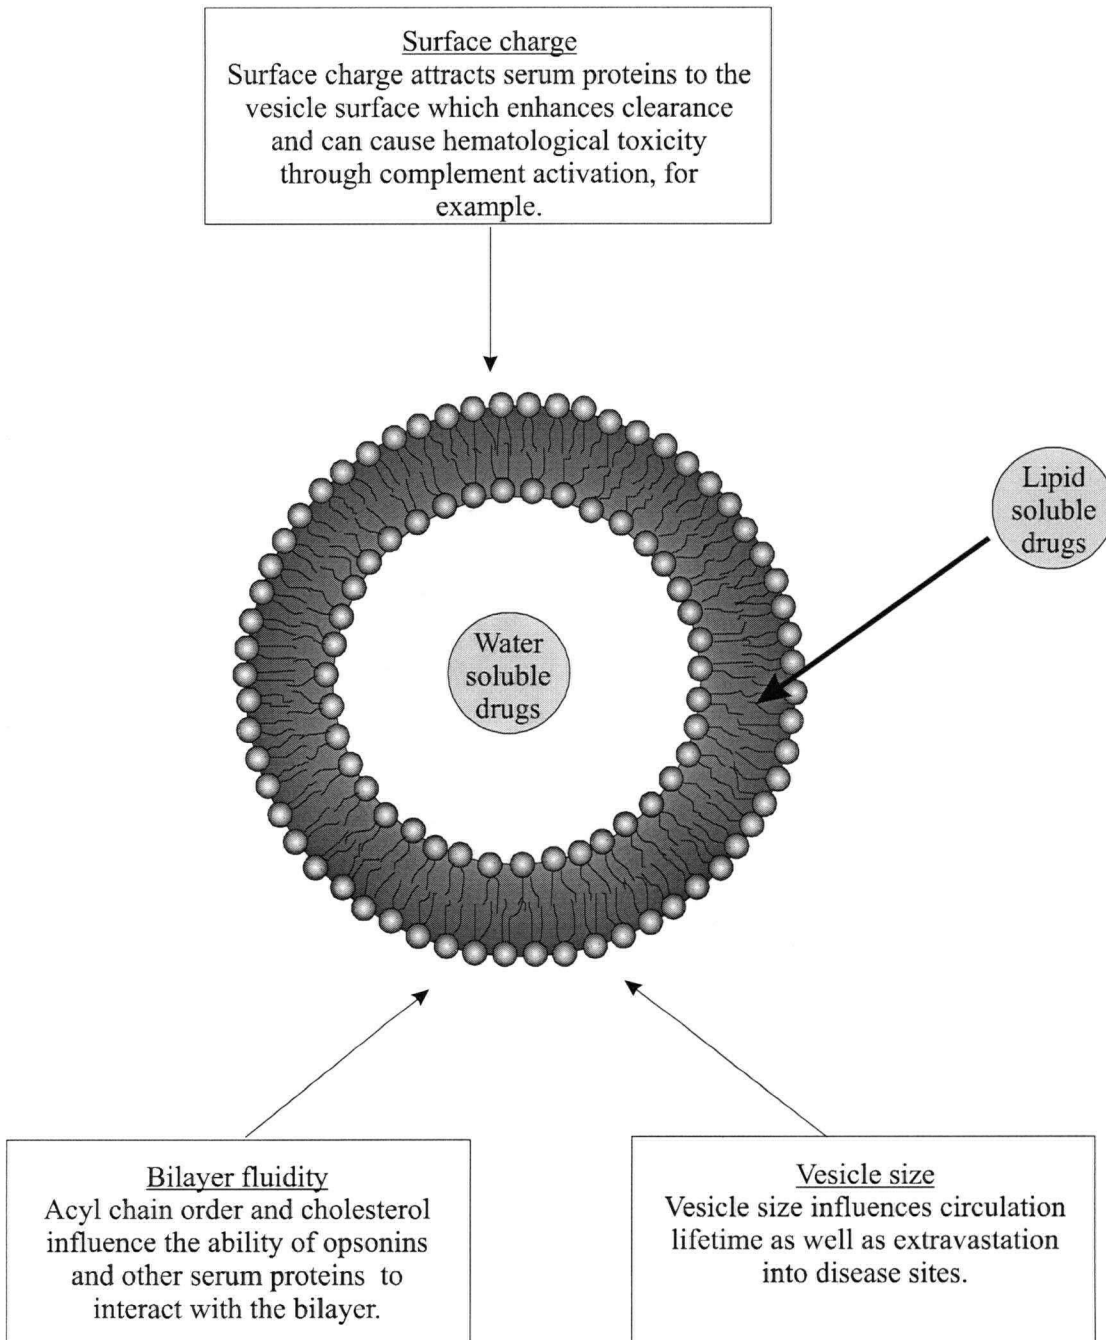 Surface charge
Surface charge attracts serum proteins to the
vesicle surface which enhances clearance
and can cause hematological toxicity
through complement activation, for
example.
Lipid
soluble
drugs
Water
soluble
drugs
Bilayer fluidity
Acyl chain order and cholesterol
influence the ability of opsonins
and other serum proteins to
interact with the bilayer.
Vesicle size
Vesicle size influences circulation
lifetime as well as extravastation
into disease sites.